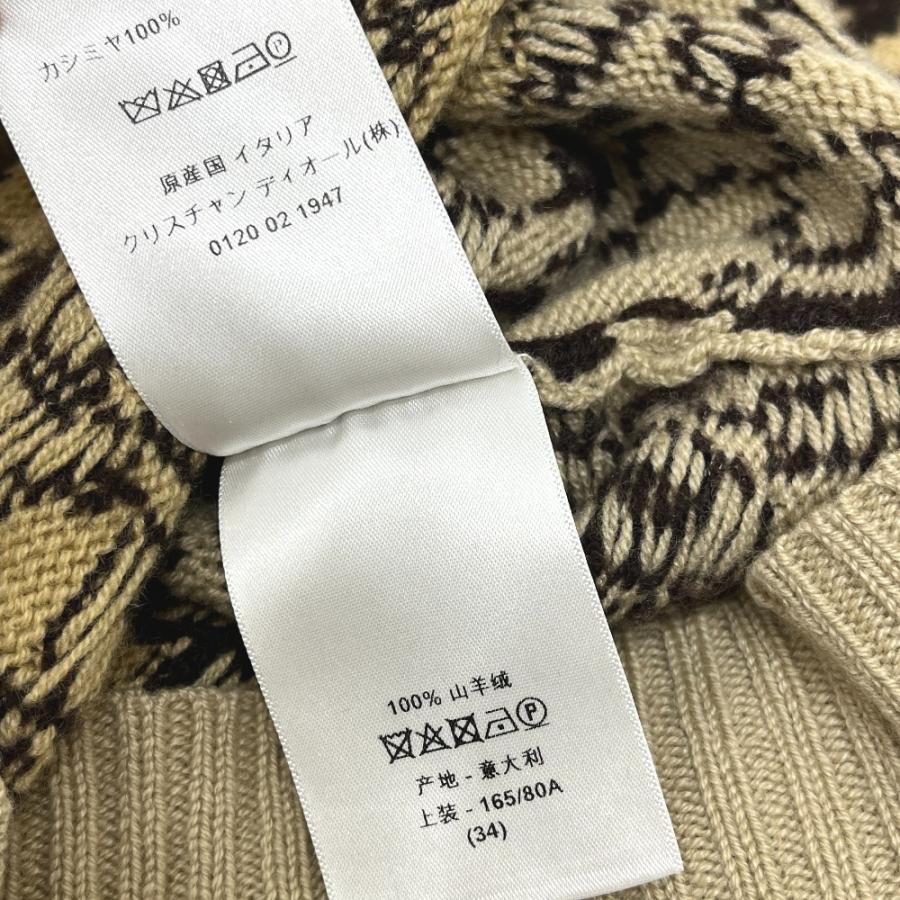 カシミヤ100%
P
原産国 イタリア
クリスチャン ディオール(株)
0120 02 1947
100% 山羊绒
P
产地 - 意大利
上装 - 165/80A
(34)